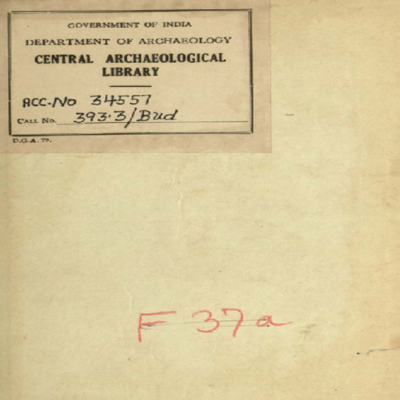 GOVERNMENT OF INDIA
DEPARTMENT OF ARCHAEOLOGY
CENTRAL ARCHAEOLOGICAL
LIBRARY
ACC. No 34557
CALL No. 393.3/Bud
D.G.A. 79.
F 37a